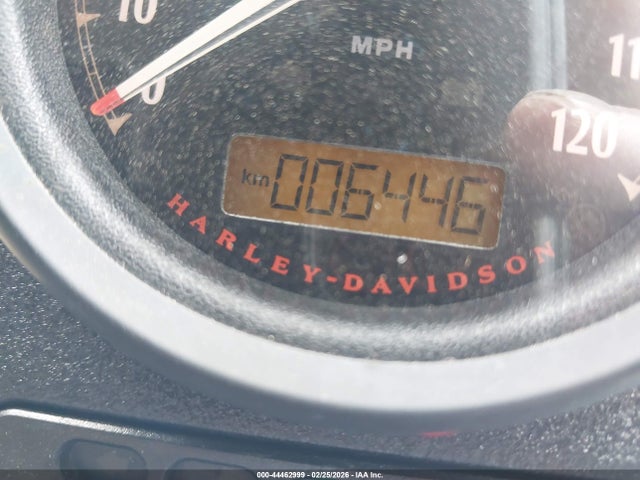 10
0
MPH
11
120
km 006446
HARLEY-DAVIDSON
000-44462999 | 02/25/2026 - IAA Inc.